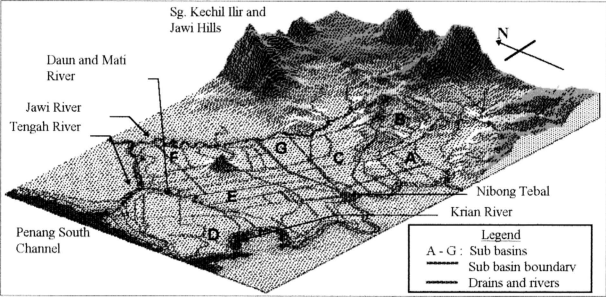 Sg. Kechil Ilir and
Jawi Hills
N
Daun and Mati
River
Jawi River
Tengah River
B
G
F
C
A
E
Nibong Tebal
Krian River
Penang South
Channel
D
Legend
A - G : Sub basins
Sub basin boundary
Drains and rivers